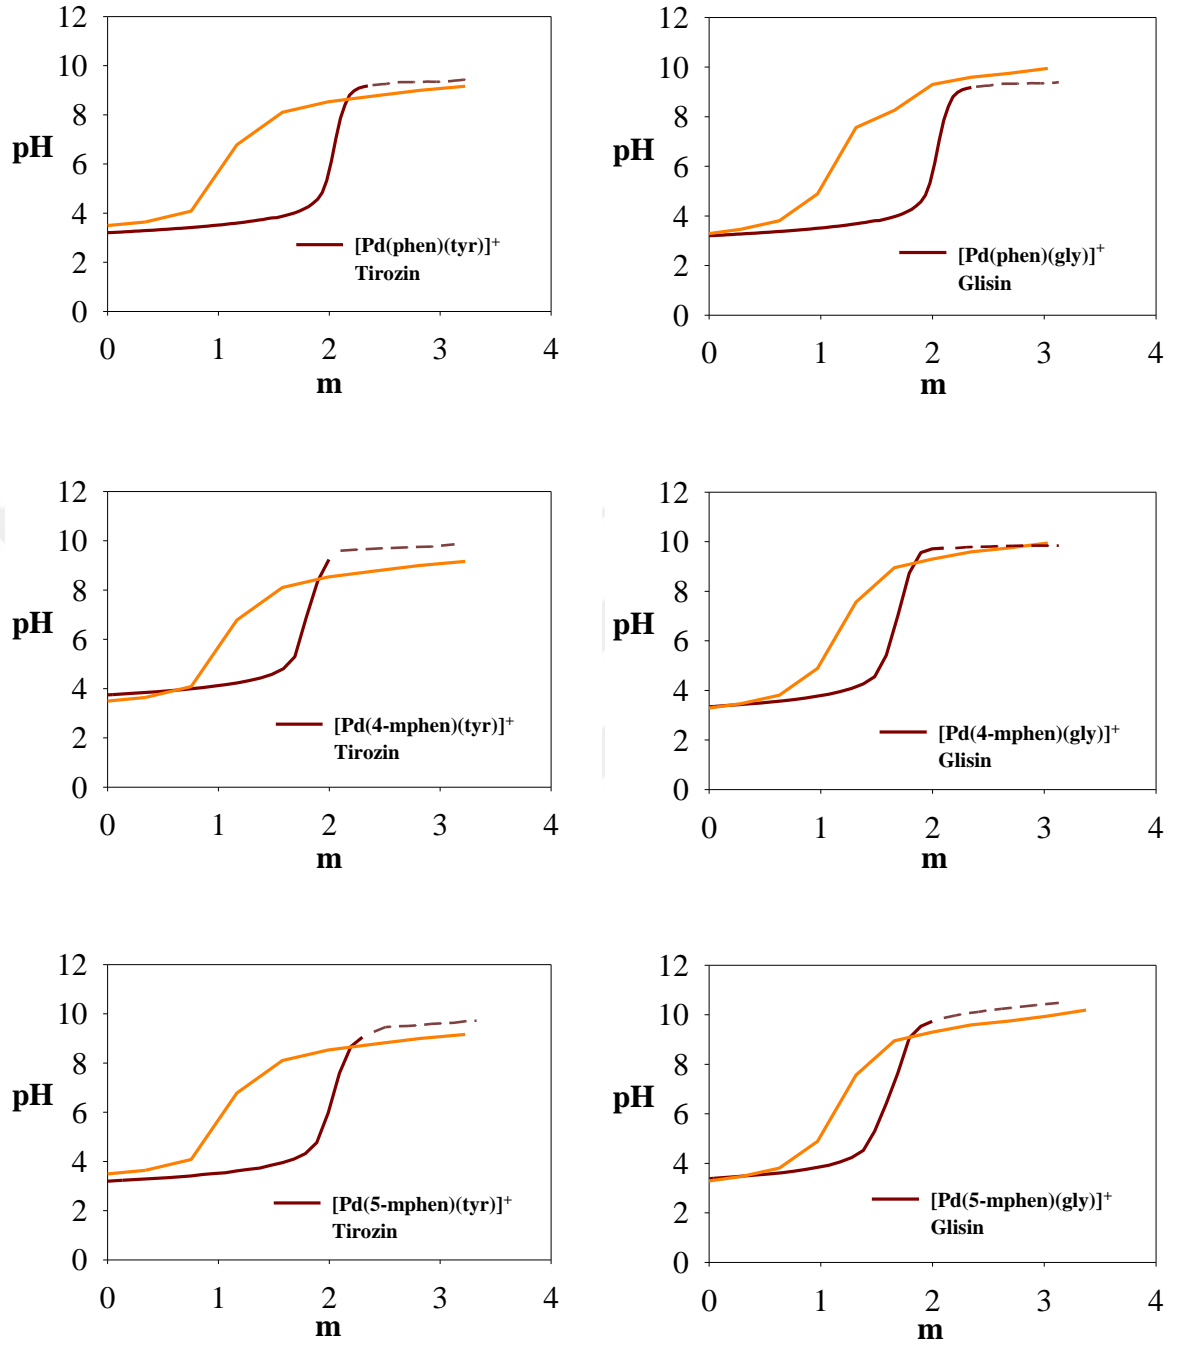 12
10
8
6
4
2
0
pH
0 1 2 3 4
m
[Pd(phen)(tyr)]⁺
Tirozin
12
10
8
6
4
2
0
pH
0 1 2 3 4
m
[Pd(phen)(gly)]⁺
Glisin
12
10
8
6
4
2
0
pH
0 1 2 3 4
m
[Pd(4-mphen)(tyr)]⁺
Tirozin
12
10
8
6
4
2
0
pH
0 1 2 3 4
m
[Pd(4-mphen)(gly)]⁺
Glisin
12
10
8
6
4
2
0
pH
0 1 2 3 4
m
[Pd(5-mphen)(tyr)]⁺
Tirozin
12
10
8
6
4
2
0
pH
0 1 2 3 4
m
[Pd(5-mphen)(gly)]⁺
Glisin